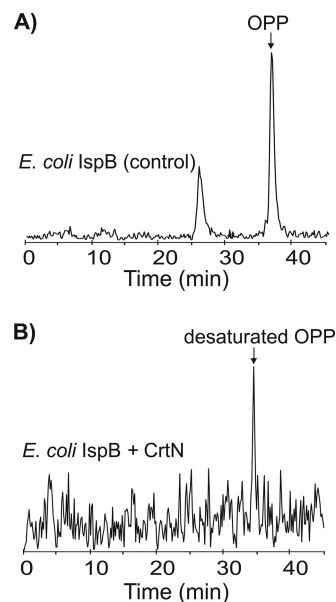 A)
OPP
E. coli IspB (control)
0 10 20 30 40
Time (min)
B)
desaturated OPP
E. coli IspB + CrtN
0 10 20 30 40
Time (min)